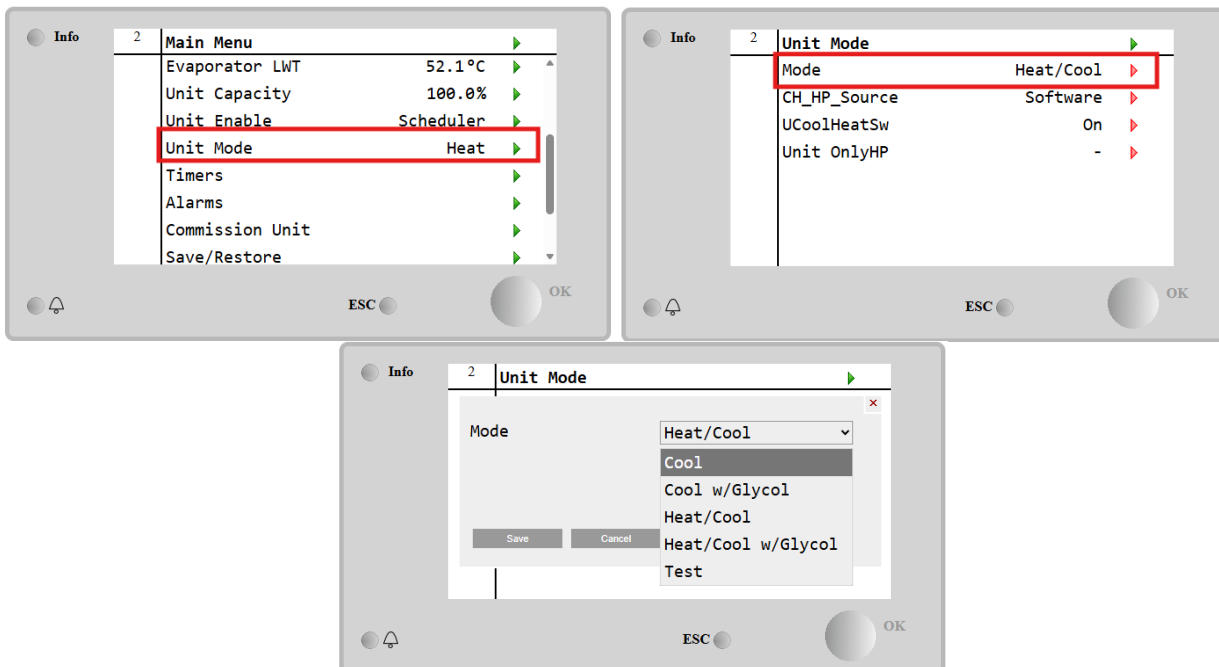 Info
2 Main Menu
Evaporator LWT 52.1°C
Unit Capacity 100.0%
Unit Enable Scheduler
Unit Mode Heat
Timers
Alarms
Commission Unit
Save/Restore
ESC
OK
Info
2 Unit Mode
Mode Heat/Cool
CH_HP_Source Software
UCoolHeatSw On
Unit OnlyHP -
ESC
OK
Info
2 Unit Mode
Mode Heat/Cool
Cool
Cool w/Glycol
Heat/Cool
Heat/Cool w/Glycol
Test
Save Cancel
ESC
OK